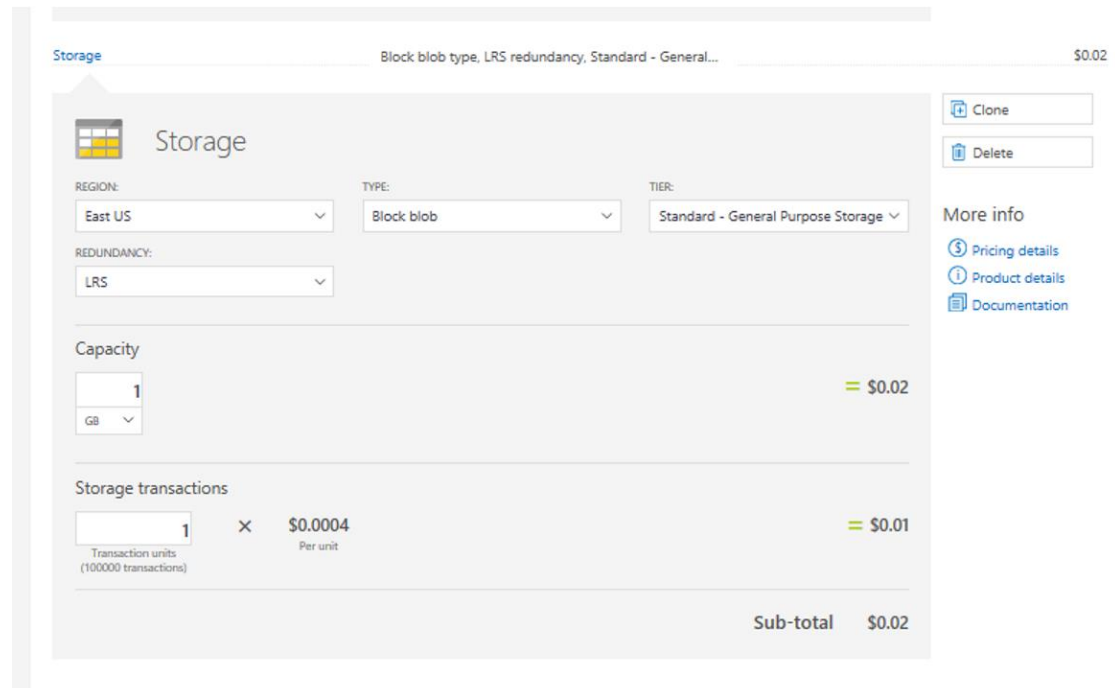 Storage Block blob type, LRS redundancy, Standard - General... $0.02
Clone
Delete
Storage
REGION: TYPE: TIER:
East US Block blob Standard - General Purpose Storage
REDUNDANCY:
LRS
More info
Pricing details
Product details
Documentation
Capacity
1 = $0.02
GB
Storage transactions
1 × $0.0004 = $0.01
Transaction units Per unit
(100000 transactions)
Sub-total $0.02